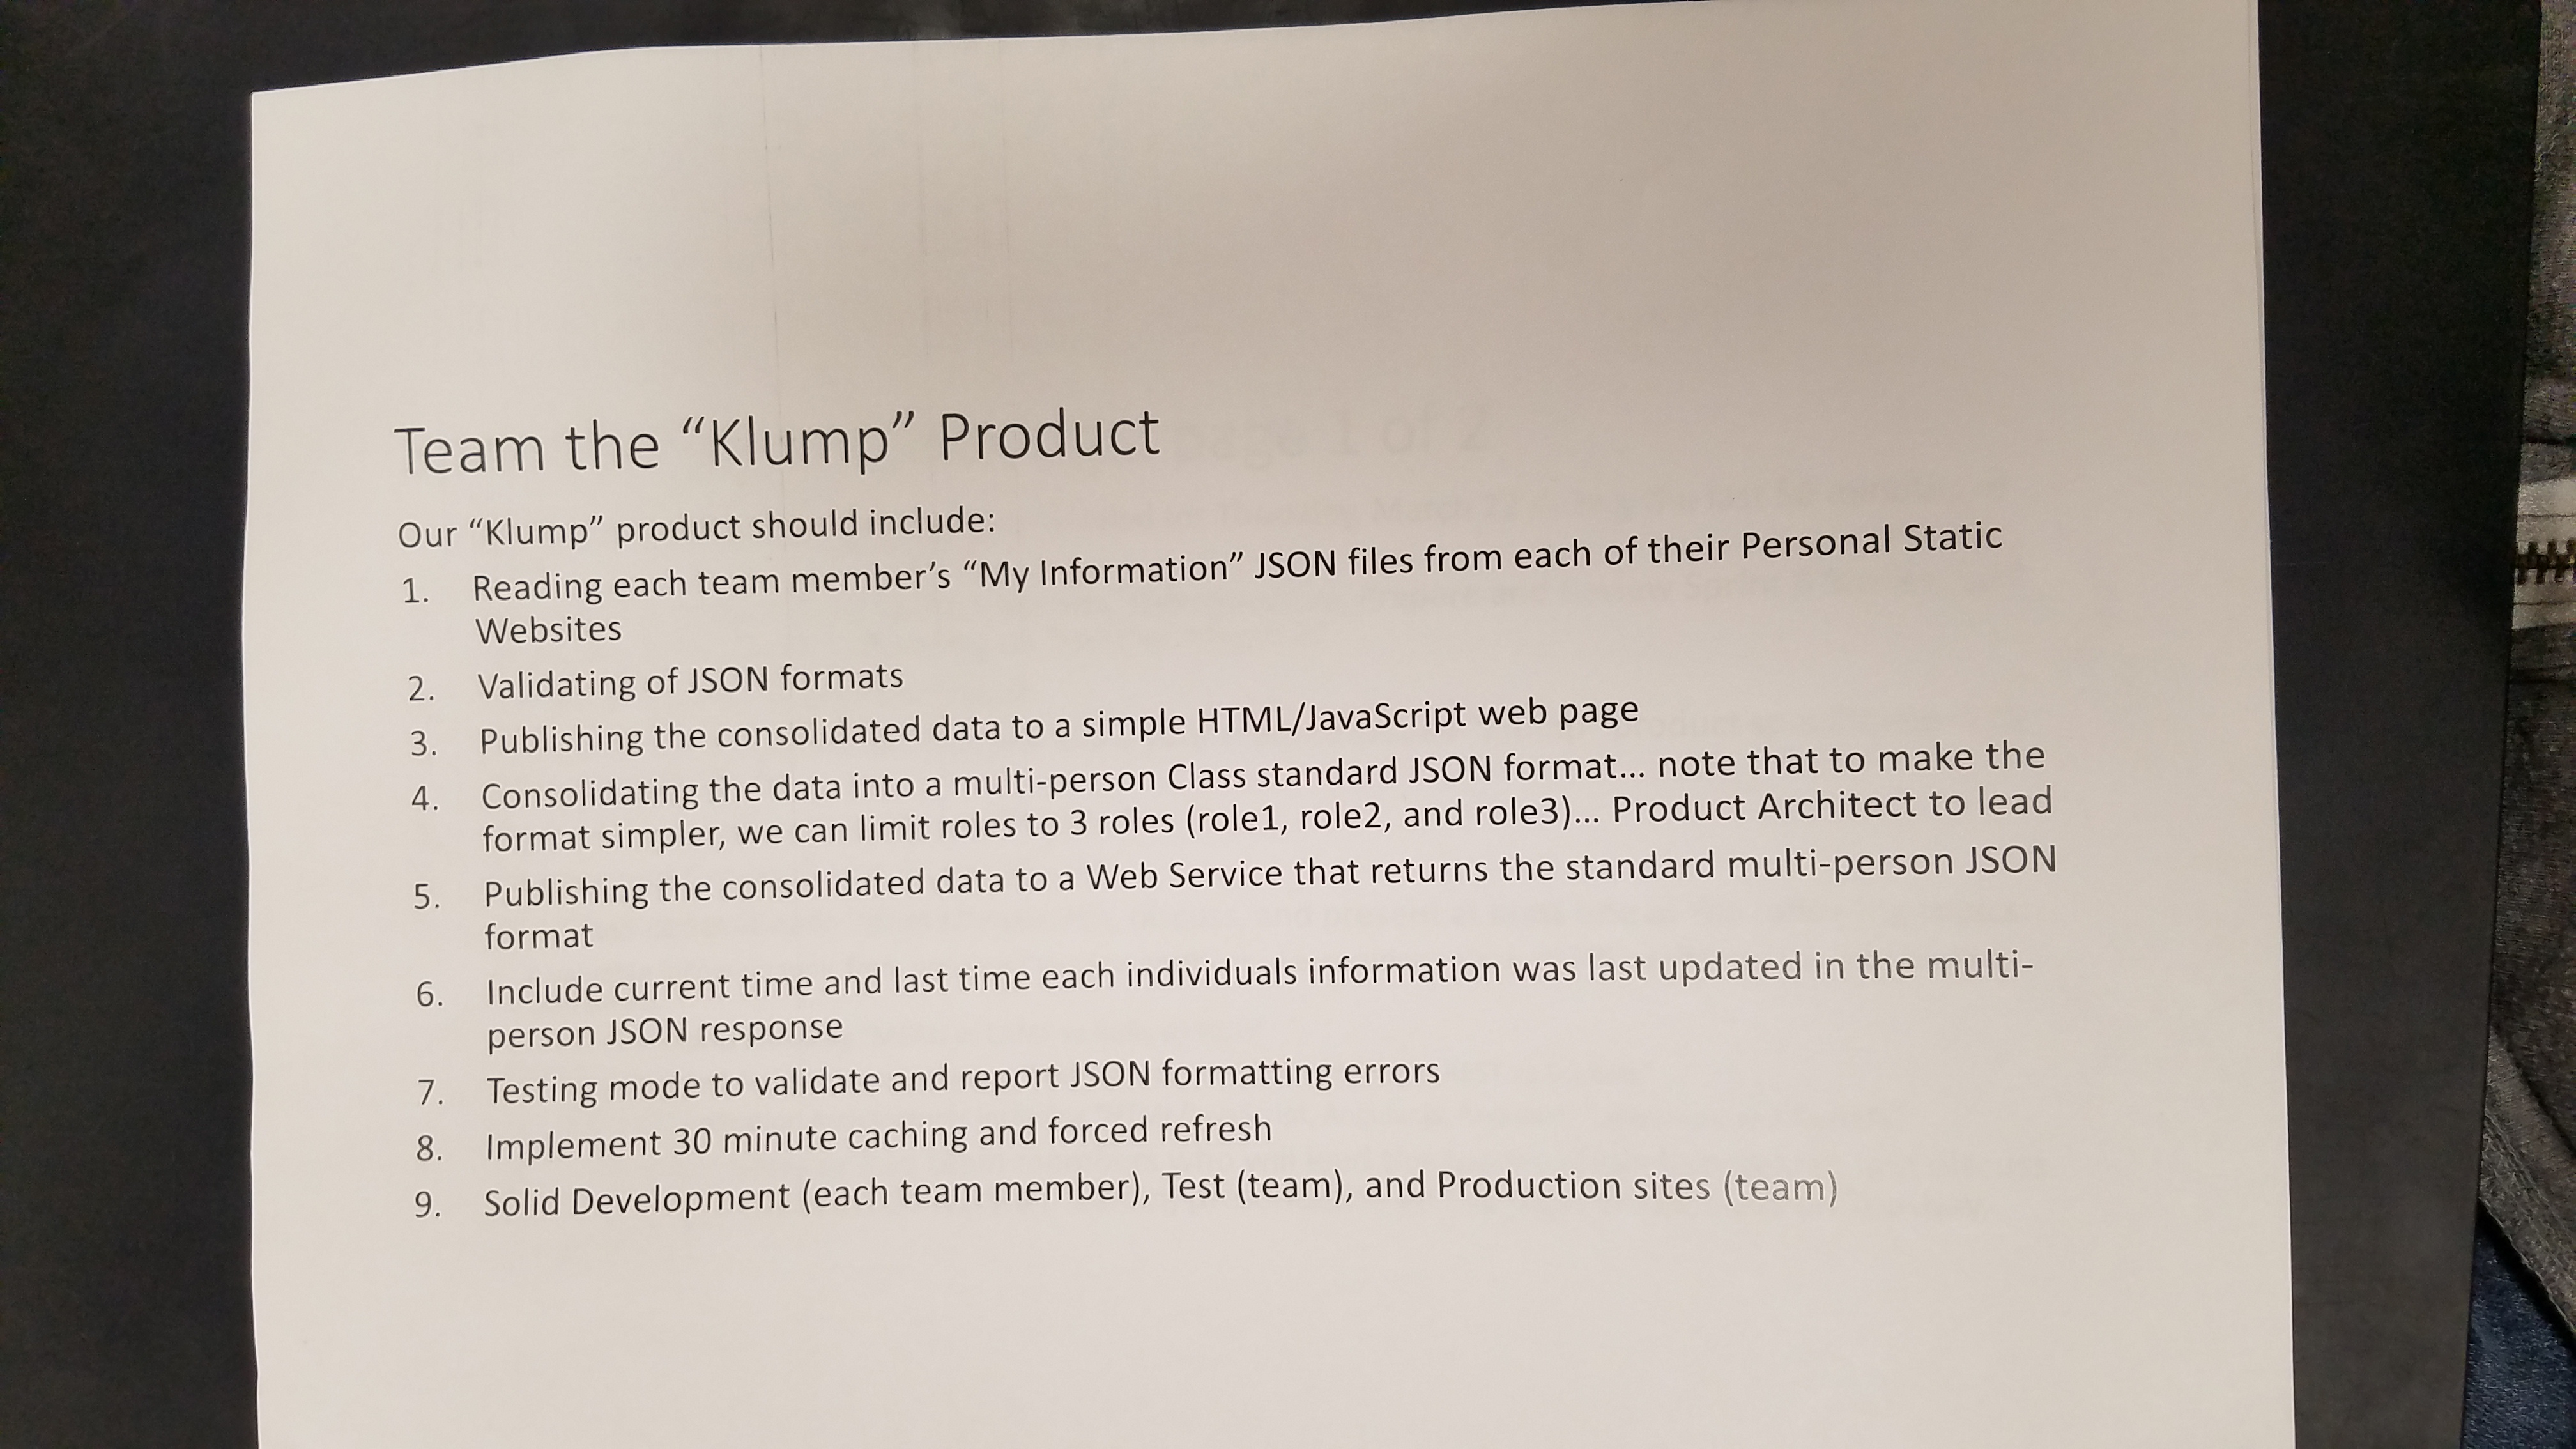 Team the “Klump” Product
Our “Klump” product should include:
1. Reading each team member’s “My Information” JSON files from each of their Personal Static
Websites
2. Validating of JSON formats
3. Publishing the consolidated data to a simple HTML/JavaScript web page
4. Consolidating the data into a multi-person Class standard JSON format... note that to make the
format simpler, we can limit roles to 3 roles (role1, role2, and role3)... Product Architect to lead
5. Publishing the consolidated data to a Web Service that returns the standard multi-person JSON
format
6. Include current time and last time each individuals information was last updated in the multi-
person JSON response
7. Testing mode to validate and report JSON formatting errors
8. Implement 30 minute caching and forced refresh
9. Solid Development (each team member), Test (team), and Production sites (team)